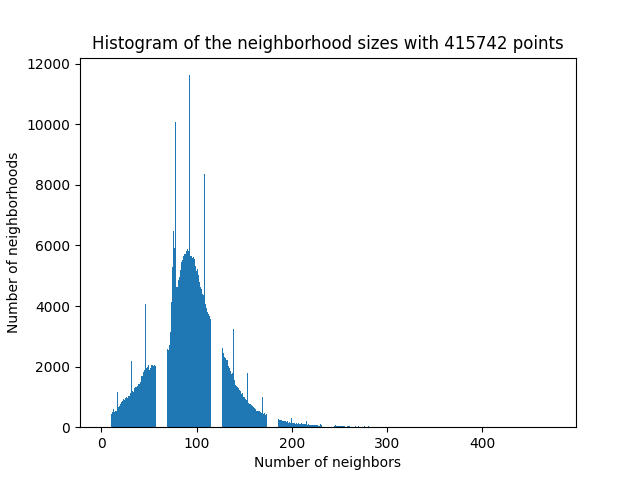 Histogram of the neighborhood sizes with 415742 points
12000
10000
8000
6000
4000
2000
0
Number of neighborhoods
0 100 200 300 400
Number of neighbors